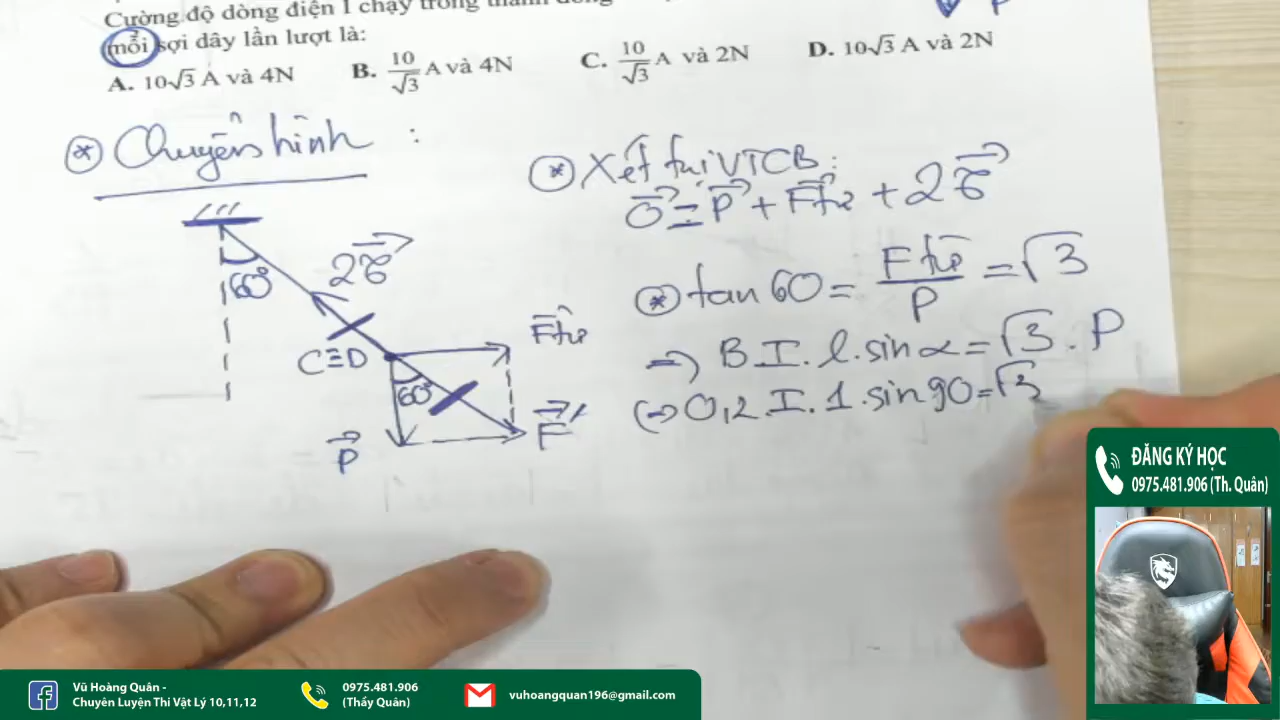 Cường độ dòng điện I chạy trong thanh
mỗi sợi dây lần lượt là:
A. 10√3 A và 4N B. 10/√3 A và 4N C. 10/√3 A và 2N D. 10√3 A và 2N
P
* Chuyển hình :
60°
2τ
Ftừ
C≡D
60°
P
F'
* Xét tại VTCB:
0 = P + Ftừ + 2τ
* tan 60 = Ftừ/P = √3
=> B.I.l.sinα = √3 . P
<=> 0,2.I.1.sin90=√3
ĐĂNG KÝ HỌC
0975.481.906 (Th. Quân)
Vũ Hoàng Quân -
Chuyên Luyện Thi Vật Lý 10,11,12
0975.481.906
(Thầy Quân)
vuhoangquan196@gmail.com